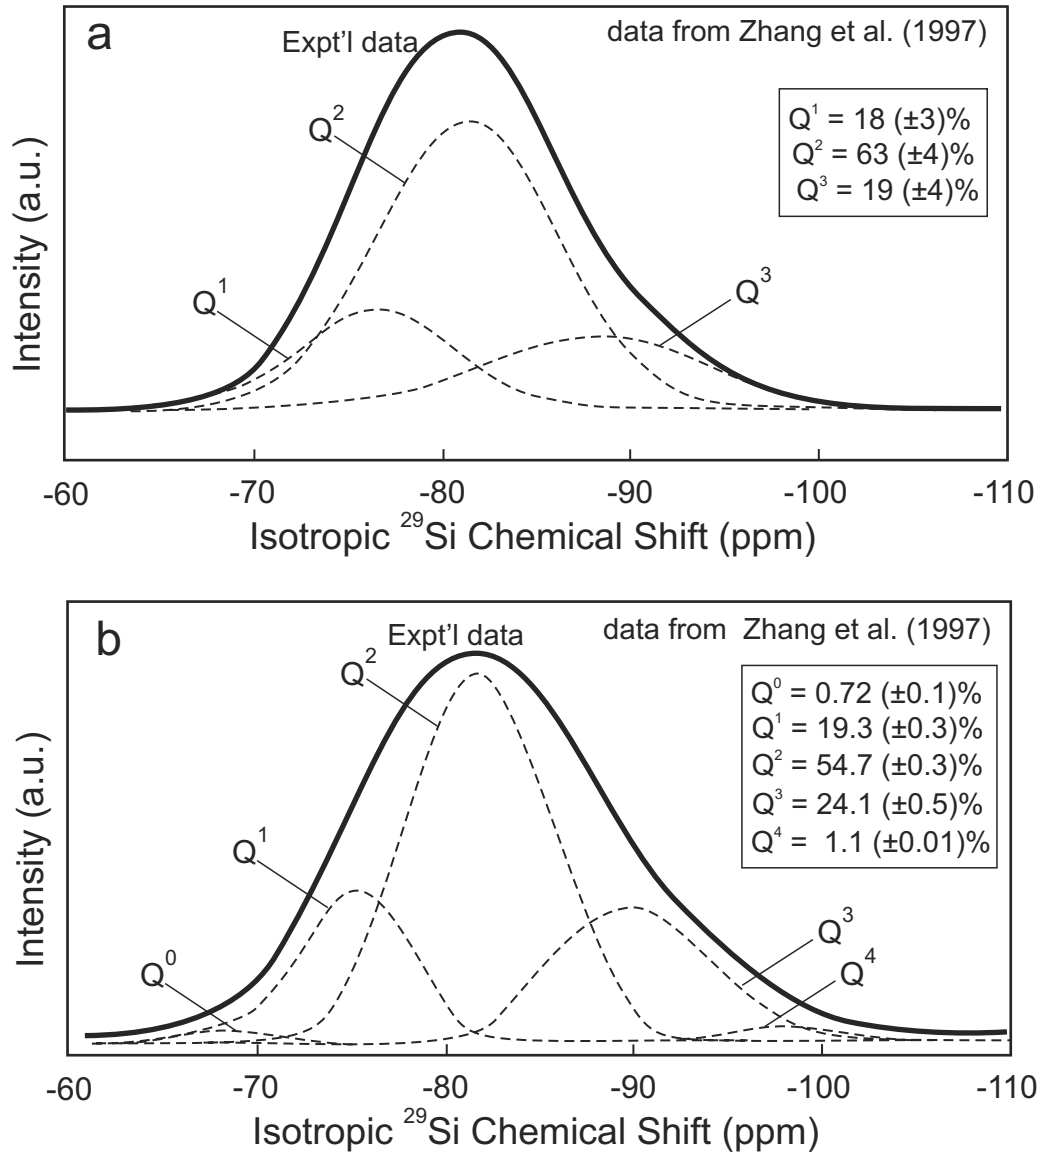 a
Expt'l data
data from Zhang et al. (1997)
Q¹ = 18 (±3)%
Q² = 63 (±4)%
Q³ = 19 (±4)%
Q²
Q¹
Q³
Intensity (a.u.)
-60 -70 -80 -90 -100 -110
Isotropic ²⁹Si Chemical Shift (ppm)
b
Expt'l data
data from Zhang et al. (1997)
Q⁰ = 0.72 (±0.1)%
Q¹ = 19.3 (±0.3)%
Q² = 54.7 (±0.3)%
Q³ = 24.1 (±0.5)%
Q⁴ = 1.1 (±0.01)%
Q²
Q¹
Q³
Q⁰
Q⁴
Intensity (a.u.)
-60 -70 -80 -90 -100 -110
Isotropic ²⁹Si Chemical Shift (ppm)